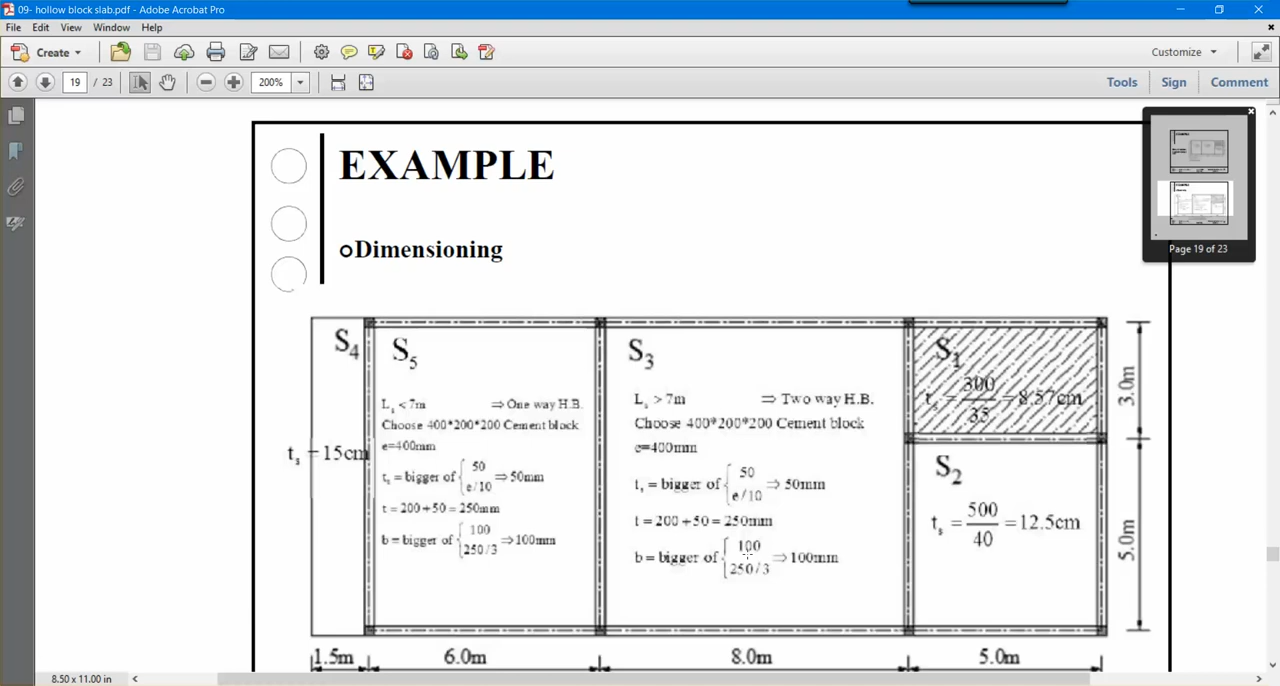 09- hollow block slab.pdf - Adobe Acrobat Pro
File Edit View Window Help
Create
Customize
19 / 23
200%
Tools Sign Comment
EXAMPLE
Dimensioning
Page 19 of 23
S4
ts = 15cm
S5
Ls < 7m ⇒ One way H.B.
Choose 400*200*200 Cement block
e=400mm
ts = bigger of { 50 e/10 ⇒ 50mm
t = 200 + 50 = 250mm
b = bigger of { 100 250/3 ⇒ 100mm
S3
Ls > 7m ⇒ Two way H.B.
Choose 400*200*200 Cement block
e=400mm
ts = bigger of { 50 e/10 ⇒ 50mm
t = 200 + 50 = 250mm
b = bigger of { 100 250/3 ⇒ 100mm
S1
ts = 300/35 = 8.57cm
S2
ts = 500/40 = 12.5cm
3.0m
5.0m
1.5m 6.0m 8.0m 5.0m
8.50 x 11.00 in